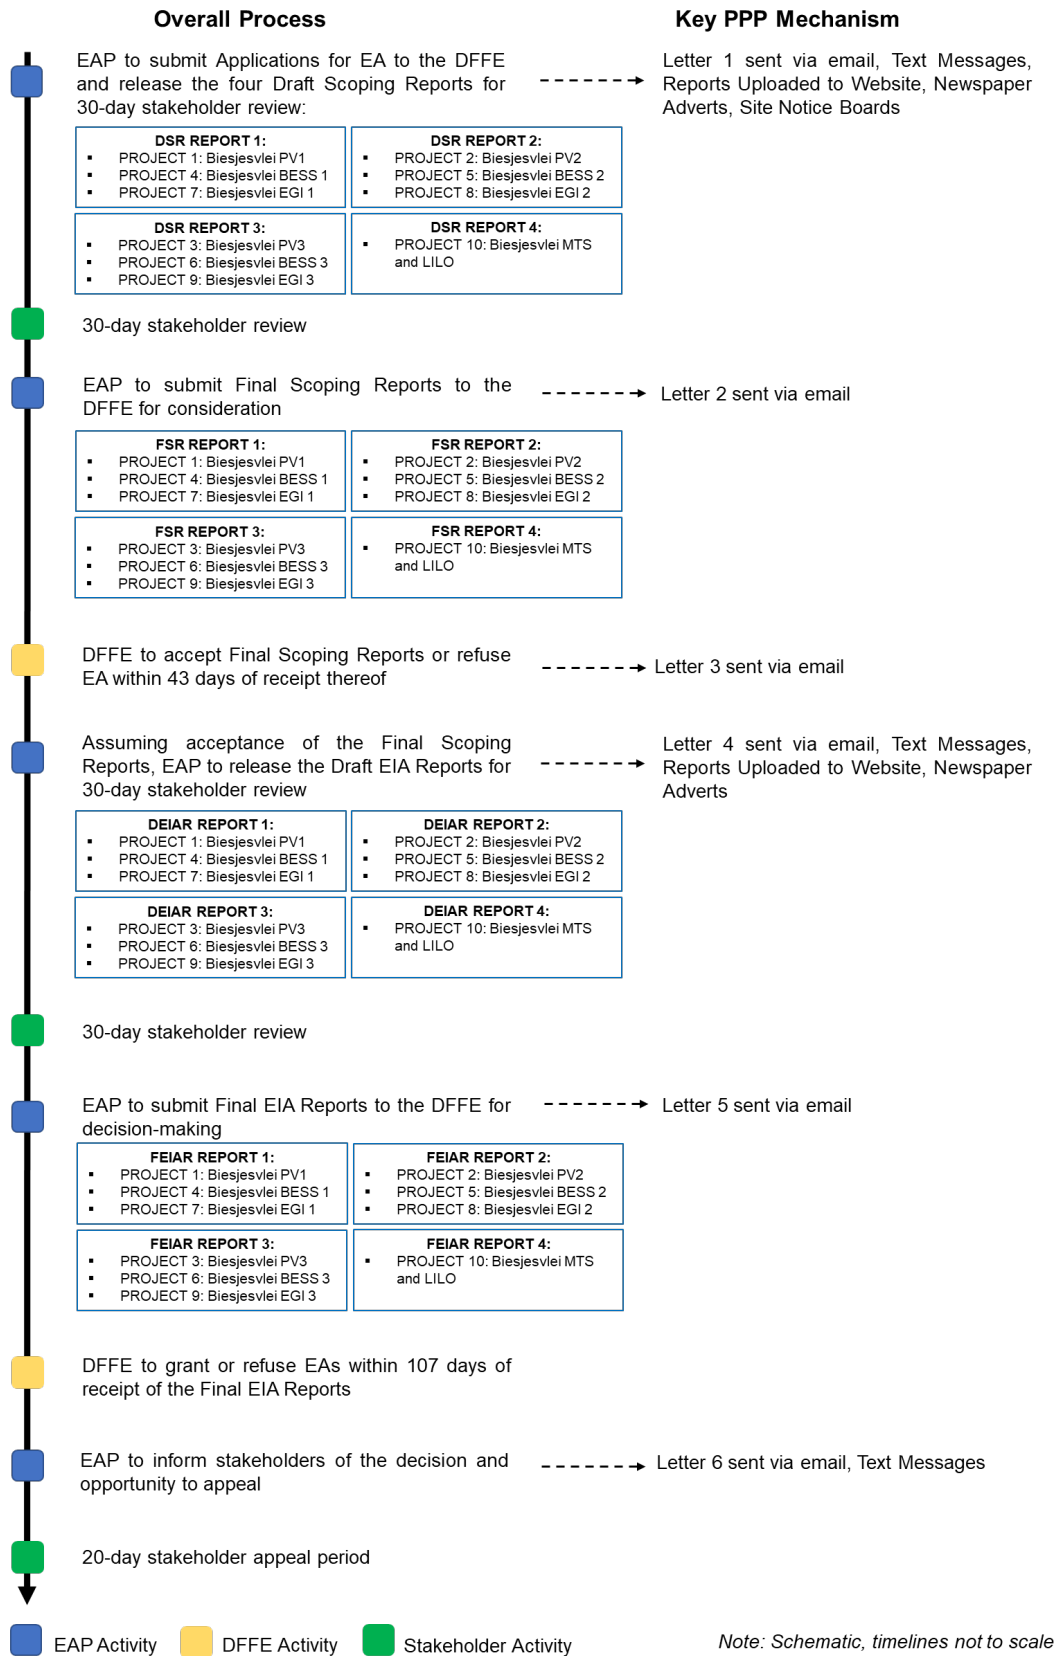 Overall Process
Key PPP Mechanism
EAP to submit Applications for EA to the DFFE
and release the four Draft Scoping Reports for
30-day stakeholder review:
Letter 1 sent via email, Text Messages,
Reports Uploaded to Website, Newspaper
Adverts, Site Notice Boards
DSR REPORT 1:
▪ PROJECT 1: Biesjesvlei PV1
▪ PROJECT 4: Biesjesvlei BESS 1
▪ PROJECT 7: Biesjesvlei EGI 1
DSR REPORT 2:
▪ PROJECT 2: Biesjesvlei PV2
▪ PROJECT 5: Biesjesvlei BESS 2
▪ PROJECT 8: Biesjesvlei EGI 2
DSR REPORT 3:
▪ PROJECT 3: Biesjesvlei PV3
▪ PROJECT 6: Biesjesvlei BESS 3
▪ PROJECT 9: Biesjesvlei EGI 3
DSR REPORT 4:
▪ PROJECT 10: Biesjesvlei MTS
and LILO
30-day stakeholder review
EAP to submit Final Scoping Reports to the
DFFE for consideration
Letter 2 sent via email
FSR REPORT 1:
▪ PROJECT 1: Biesjesvlei PV1
▪ PROJECT 4: Biesjesvlei BESS 1
▪ PROJECT 7: Biesjesvlei EGI 1
FSR REPORT 2:
▪ PROJECT 2: Biesjesvlei PV2
▪ PROJECT 5: Biesjesvlei BESS 2
▪ PROJECT 8: Biesjesvlei EGI 2
FSR REPORT 3:
▪ PROJECT 3: Biesjesvlei PV3
▪ PROJECT 6: Biesjesvlei BESS 3
▪ PROJECT 9: Biesjesvlei EGI 3
FSR REPORT 4:
▪ PROJECT 10: Biesjesvlei MTS
and LILO
DFFE to accept Final Scoping Reports or refuse
EA within 43 days of receipt thereof
Letter 3 sent via email
Assuming acceptance of the Final Scoping
Reports, EAP to release the Draft EIA Reports for
30-day stakeholder review
Letter 4 sent via email, Text Messages,
Reports Uploaded to Website, Newspaper
Adverts
DEIAR REPORT 1:
▪ PROJECT 1: Biesjesvlei PV1
▪ PROJECT 4: Biesjesvlei BESS 1
▪ PROJECT 7: Biesjesvlei EGI 1
DEIAR REPORT 2:
▪ PROJECT 2: Biesjesvlei PV2
▪ PROJECT 5: Biesjesvlei BESS 2
▪ PROJECT 8: Biesjesvlei EGI 2
DEIAR REPORT 3:
▪ PROJECT 3: Biesjesvlei PV3
▪ PROJECT 6: Biesjesvlei BESS 3
▪ PROJECT 9: Biesjesvlei EGI 3
DEIAR REPORT 4:
▪ PROJECT 10: Biesjesvlei MTS
and LILO
30-day stakeholder review
EAP to submit Final EIA Reports to the DFFE for
decision-making
Letter 5 sent via email
FEIAR REPORT 1:
▪ PROJECT 1: Biesjesvlei PV1
▪ PROJECT 4: Biesjesvlei BESS 1
▪ PROJECT 7: Biesjesvlei EGI 1
FEIAR REPORT 2:
▪ PROJECT 2: Biesjesvlei PV2
▪ PROJECT 5: Biesjesvlei BESS 2
▪ PROJECT 8: Biesjesvlei EGI 2
FEIAR REPORT 3:
▪ PROJECT 3: Biesjesvlei PV3
▪ PROJECT 6: Biesjesvlei BESS 3
▪ PROJECT 9: Biesjesvlei EGI 3
FEIAR REPORT 4:
▪ PROJECT 10: Biesjesvlei MTS
and LILO
DFFE to grant or refuse EAs within 107 days of
receipt of the Final EIA Reports
EAP to inform stakeholders of the decision and
opportunity to appeal
Letter 6 sent via email, Text Messages
20-day stakeholder appeal period
EAP Activity
DFFE Activity
Stakeholder Activity
Note: Schematic, timelines not to scale